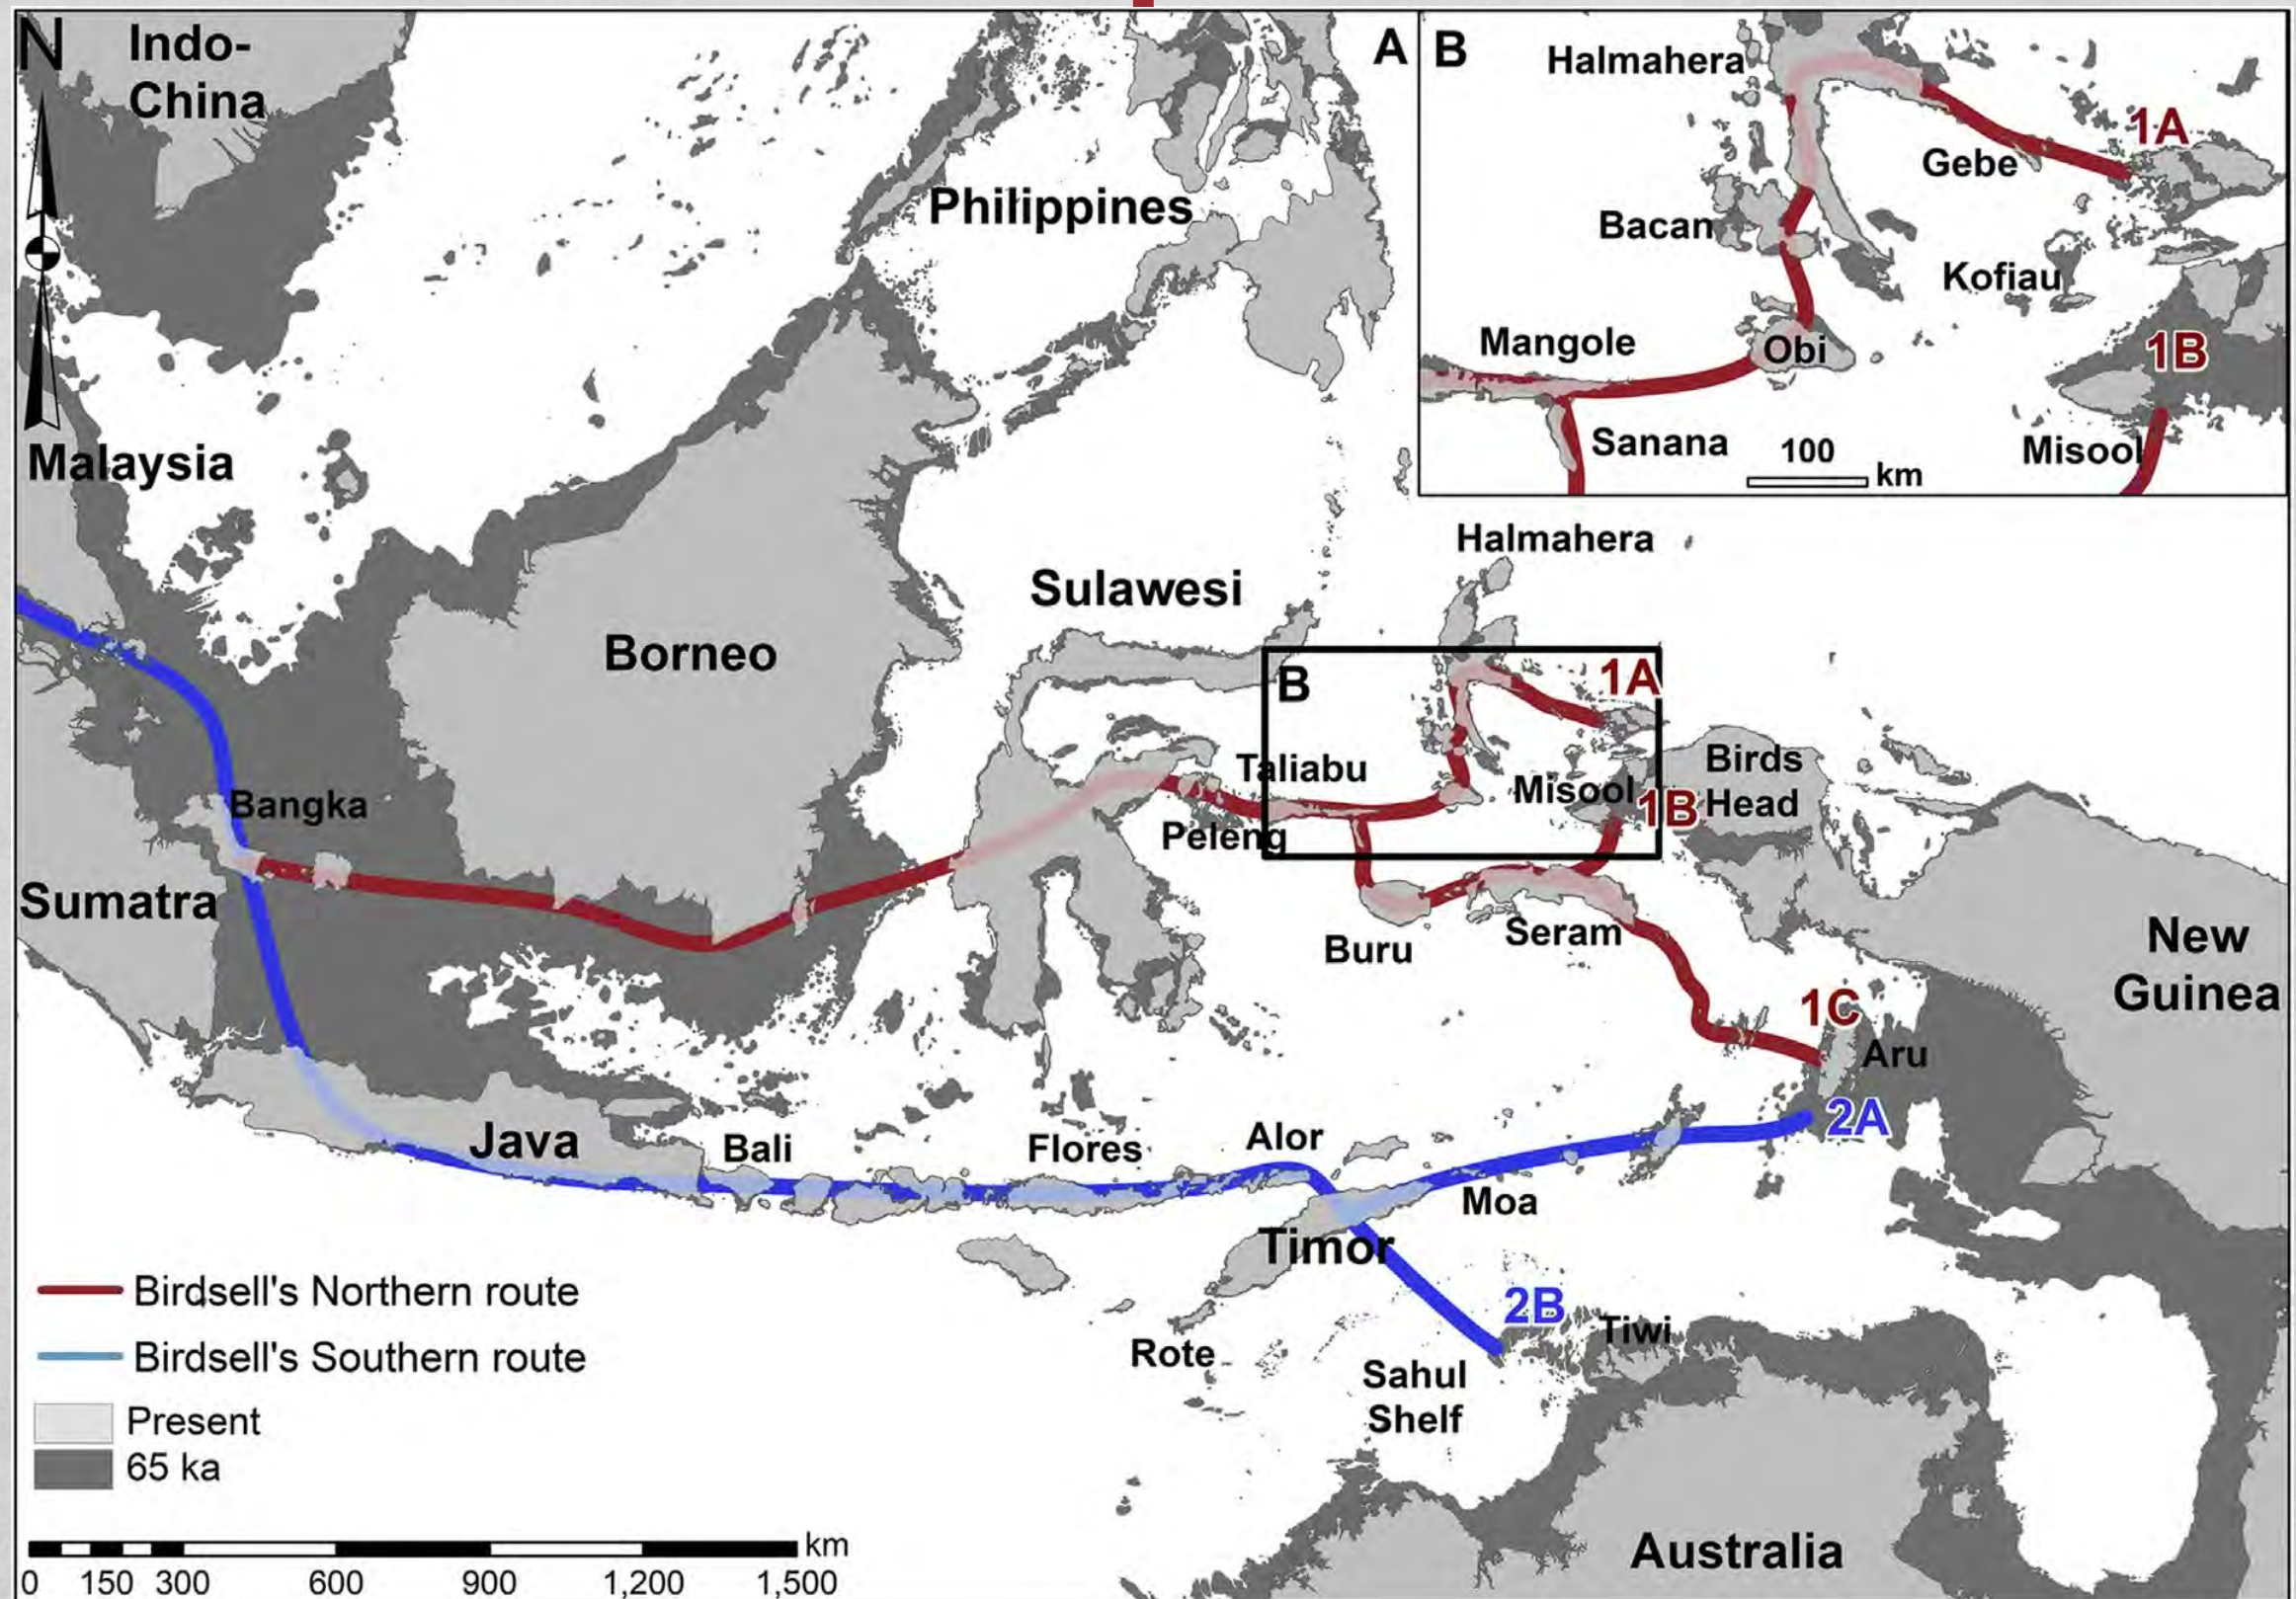 N
Indo-
China
A
B
Halmahera
1A
Gebe
Philippines
Bacan
Kofiau
Mangole
Obi
1B
Sanana
Misool
100
km
Malaysia
Halmahera
Sulawesi
Borneo
B
1A
Taliabu
Misool
Birds
Head
1B
Bangka
Peleng
Sumatra
Buru
Seram
New
Guinea
1C
Aru
2A
Java
Bali
Flores
Alor
Moa
Timor
2B
Tiwi
Rote
Sahul
Shelf
Birdsell's Northern route
Birdsell's Southern route
Present
65 ka
Australia
km
0 150 300 600 900 1,200 1,500